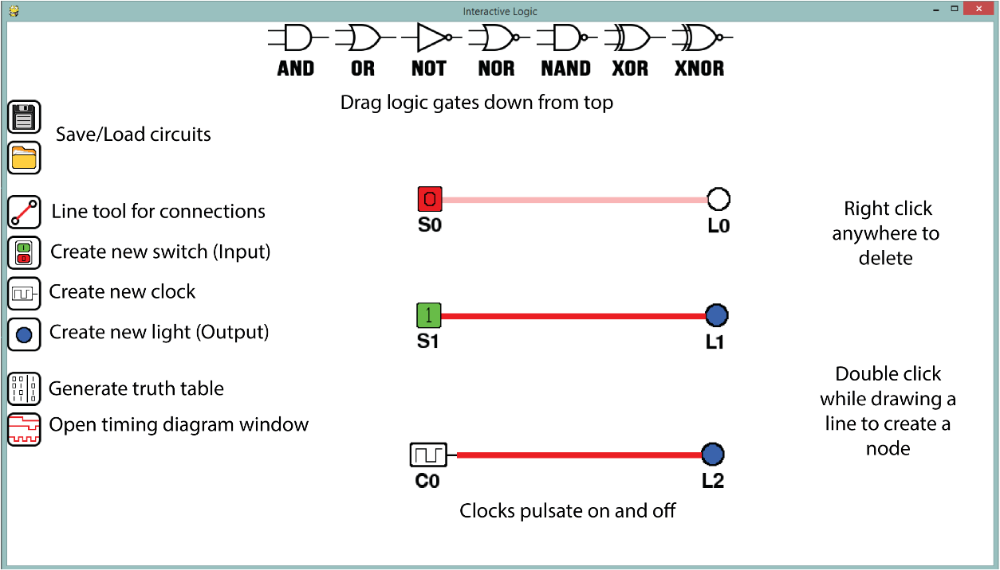 Interactive Logic
AND OR NOT NOR NAND XOR XNOR
Drag logic gates down from top
Save/Load circuits
Line tool for connections
Create new switch (Input)
Create new clock
Create new light (Output)
Generate truth table
Open timing diagram window
0
S0
L0
1
S1
L1
C0
L2
Clocks pulsate on and off
Right click
anywhere to
delete
Double click
while drawing a
line to create a
node